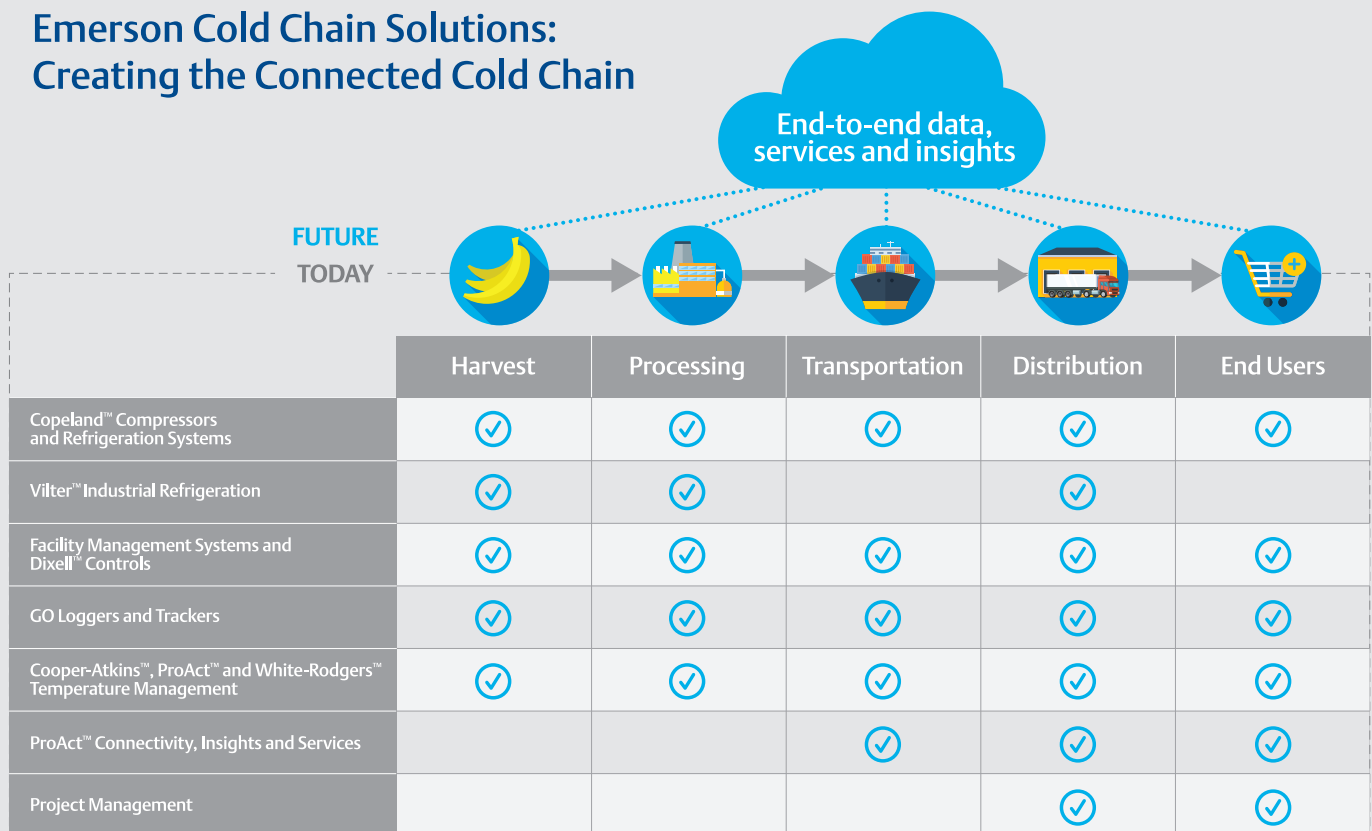 Emerson Cold Chain Solutions:
Creating the Connected Cold Chain
End-to-end data,
services and insights
FUTURE
TODAY
Harvest
Processing
Transportation
Distribution
End Users
Copeland™ Compressors
and Refrigeration Systems
Vilter™ Industrial Refrigeration
Facility Management Systems and
Dixell™ Controls
GO Loggers and Trackers
Cooper-Atkins™, ProAct™ and White-Rodgers™
Temperature Management
ProAct™ Connectivity, Insights and Services
Project Management